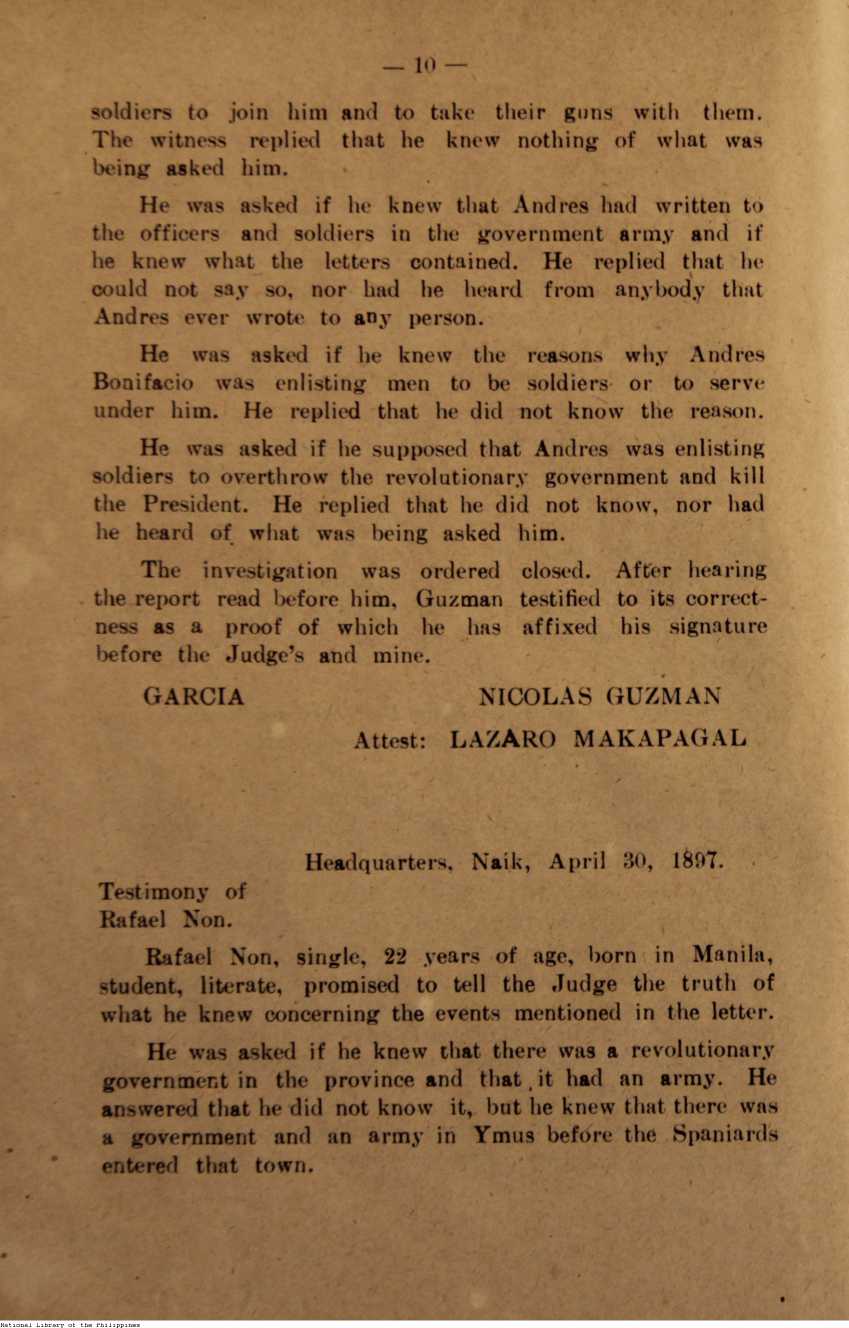 — 10 —
soldiers to join him and to take their guns with them.
The witness replied that he knew nothing of what was
being asked him.
He was asked if he knew that Andres had written to
the officers and soldiers in the government army and if
he knew what the letters contained. He replied that he
could not say so, nor had he heard from anybody that
Andres ever wrote to any person.
He was asked if he knew the reasons why Andres
Bonifacio was enlisting men to be soldiers or to serve
under him. He replied that he did not know the reason.
He was asked if he supposed that Andres was enlisting
soldiers to overthrow the revolutionary government and kill
the President. He replied that he did not know, nor had
he heard of what was being asked him.
The investigation was ordered closed. After hearing
the report read before him, Guzman testified to its correct-
ness as a proof of which he has affixed his signature
before the Judge's and mine.
GARCIA NICOLAS GUZMAN
Attest: LAZARO MAKAPAGAL
Headquarters, Naik, April 30, 1897.
Testimony of
Rafael Non.
Rafael Non, single, 22 years of age, born in Manila,
student, literate, promised to tell the Judge the truth of
what he knew concerning the events mentioned in the letter.
He was asked if he knew that there was a revolutionary
government in the province and that it had an army. He
answered that he did not know it, but he knew that there was
a government and an army in Ymus before the Spaniards
entered that town.
National Library of the Philippines